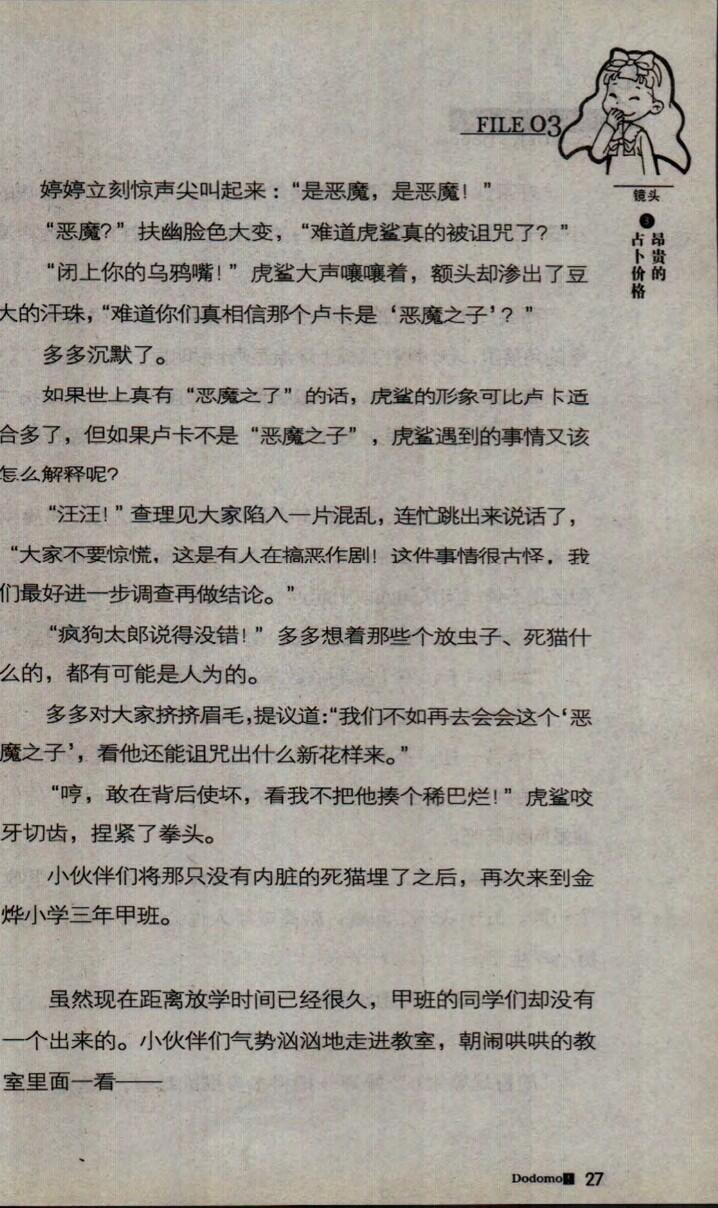 FILE 03
镜头
3
昂贵的
占卜价格
婷婷立刻惊声尖叫起来：“是恶魔，是恶魔！”
“恶魔？”扶幽脸色大变，“难道虎鲨真的被诅咒了？”
“闭上你的乌鸦嘴！”虎鲨大声嚷嚷着，额头却渗出了豆
大的汗珠，“难道你们真相信那个卢卡是‘恶魔之子’？”
多多沉默了。
如果世上真有“恶魔之了”的话，虎鲨的形象可比卢卡适
合多了，但如果卢卡不是“恶魔之子”，虎鲨遇到的事情又该
怎么解释呢？
“汪汪！”查理见大家陷入一片混乱，连忙跳出来说话了，
“大家不要惊慌，这是有人在搞恶作剧！这件事情很古怪，我
们最好进一步调查再做结论。”
“疯狗太郎说得没错！”多多想着那些个放虫子、死猫什
么的，都有可能是人为的。
多多对大家挤挤眉毛，提议道：“我们不如再去会会这个‘恶
魔之子’，看他还能诅咒出什么新花样来。”
“哼，敢在背后使坏，看我不把他揍个稀巴烂！”虎鲨咬
牙切齿，捏紧了拳头。
小伙伴们将那只没有内脏的死猫埋了之后，再次来到金
烨小学三年甲班。
虽然现在距离放学时间已经很久，甲班的同学们却没有
一个出来的。小伙伴们气势汹汹地走进教室，朝闹哄哄的教
室里面一看——
Dodomo! 27